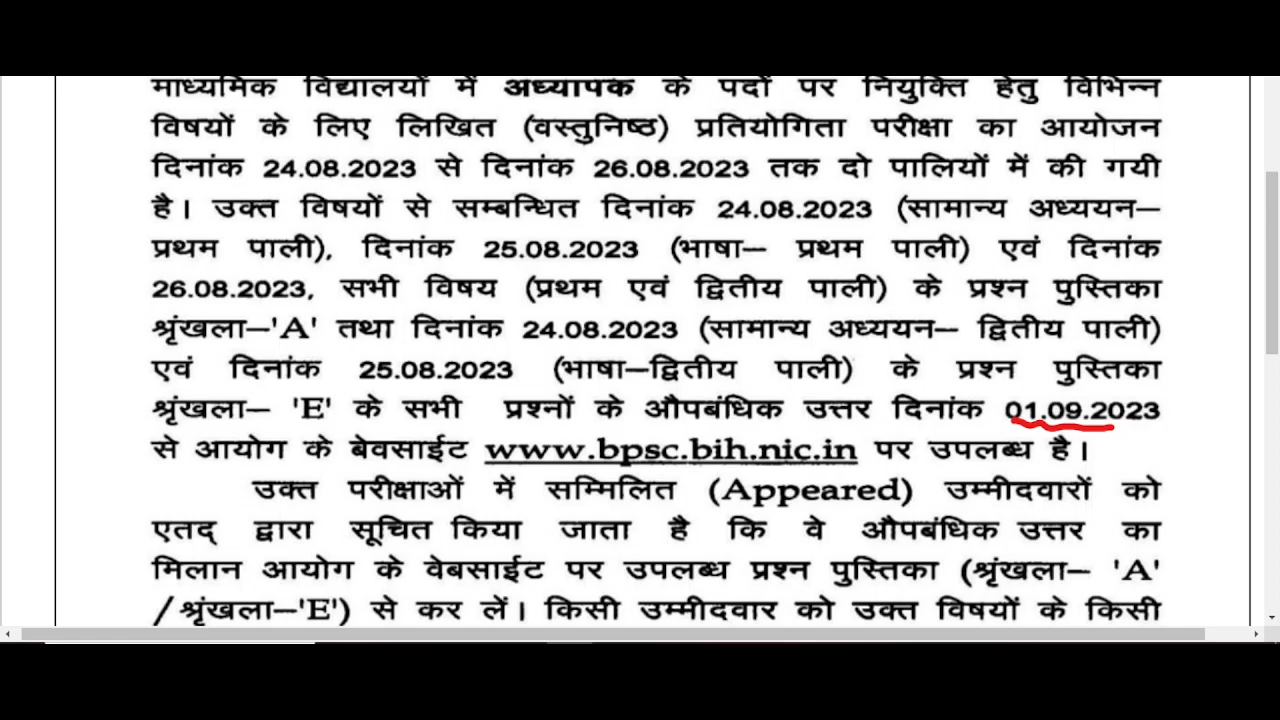 माध्यमिक विद्यालयों में अध्यापक के पदों पर नियुक्ति हेतु विभिन्न
विषयों के लिए लिखित (वस्तुनिष्ठ) प्रतियोगिता परीक्षा का आयोजन
दिनांक 24.08.2023 से दिनांक 26.08.2023 तक दो पालियों में की गयी
है। उक्त विषयों से सम्बन्धित दिनांक 24.08.2023 (सामान्य अध्ययन–
प्रथम पाली), दिनांक 25.08.2023 (भाषा– प्रथम पाली) एवं दिनांक
26.08.2023, सभी विषय (प्रथम एवं द्वितीय पाली) के प्रश्न पुस्तिका
श्रृंखला–'A' तथा दिनांक 24.08.2023 (सामान्य अध्ययन– द्वितीय पाली)
एवं दिनांक 25.08.2023 (भाषा–द्वितीय पाली) के प्रश्न पुस्तिका
श्रृंखला– 'E' के सभी प्रश्नों के औपबंधिक उत्तर दिनांक 01.09.2023
से आयोग के बेवसाईट www.bpsc.bih.nic.in पर उपलब्ध है।
उक्त परीक्षाओं में सम्मिलित (Appeared) उम्मीदवारों को
एतद् द्वारा सूचित किया जाता है कि वे औपबंधिक उत्तर का
मिलान आयोग के वेबसाईट पर उपलब्ध प्रश्न पुस्तिका (श्रृंखला– 'A'
/श्रृंखला–'E') से कर लें। किसी उम्मीदवार को उक्त विषयों के किसी